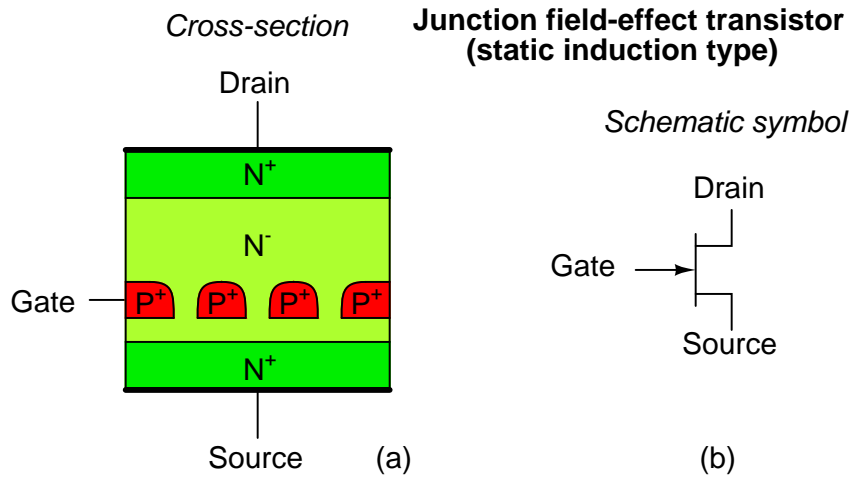 Cross-section
Junction field-effect transistor
(static induction type)
Drain
Schematic symbol
N⁺
Drain
N⁻
Gate
Gate
P⁺ P⁺ P⁺ P⁺
Source
N⁺
Source
(a)
(b)